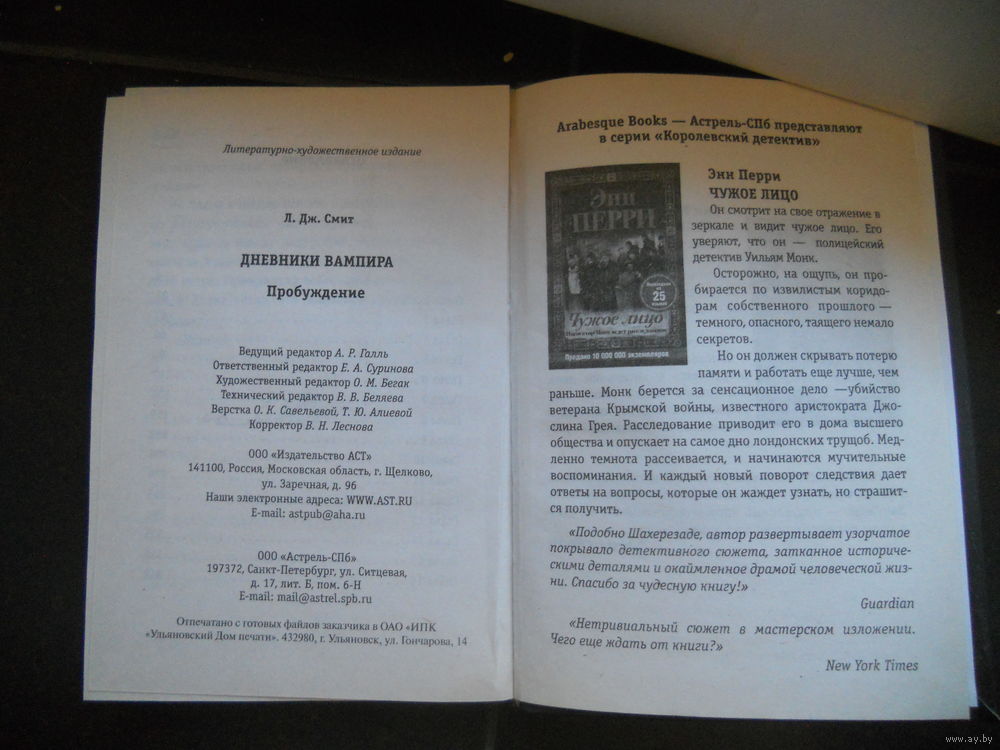 Литературно-художественное издание
Л. Дж. Смит
ДНЕВНИКИ ВАМПИРА
Пробуждение
Ведущий редактор А. Р. Галль
Ответственный редактор Е. А. Суринова
Художественный редактор О. М. Бегак
Технический редактор В. В. Беляева
Верстка О. К. Савельевой, Т. Ю. Алиевой
Корректор В. Н. Леснова
ООО «Издательство АСТ»
141100, Россия, Московская область, г. Щелково,
ул. Заречная, д. 96
Наши электронные адреса: WWW.AST.RU
E-mail: astpub@aha.ru
ООО «Астрель-СПб»
197372, Санкт-Петербург, ул. Ситцевая,
д. 17, лит. Б, пом. 6-Н
E-mail: mail@astrel.spb.ru
Отпечатано с готовых файлов заказчика в ОАО «ИПК
«Ульяновский Дом печати». 432980, г. Ульяновск, ул. Гончарова, 14
Arabesque Books — Астрель-СПб представляют
в серии «Королевский детектив»
Энн
ПЕРРИ
25
Чужое лицо
Продано 10 000 000 экземпляров
Энн Перри
ЧУЖОЕ ЛИЦО
Он смотрит на свое отражение в
зеркале и видит чужое лицо. Его
уверяют, что он — полицейский
детектив Уильям Монк.
Осторожно, на ощупь, он про-
бирается по извилистым коридо-
рам собственного прошлого —
темного, опасного, таящего немало
секретов.
Но он должен скрывать потерю
памяти и работать еще лучше, чем
раньше. Монк берется за сенсационное дело —убийство
ветерана Крымской войны, известного аристократа Джо-
слина Грея. Расследование приводит его в дома высшего
общества и опускает на самое дно лондонских трущоб. Мед-
ленно темнота рассеивается, и начинаются мучительные
воспоминания. И каждый новый поворот следствия дает
ответы на вопросы, которые он жаждет узнать, но страшит-
ся получить.
«Подобно Шахерезаде, автор развертывает узорчатое
покрывало детективного сюжета, затканное историче-
скими деталями и окаймленное драмой человеческой жиз-
ни. Спасибо за чудесную книгу!»
Guardian
«Нетривиальный сюжет в мастерском изложении.
Чего еще ждать от книги?»
New York Times
www.ay.by